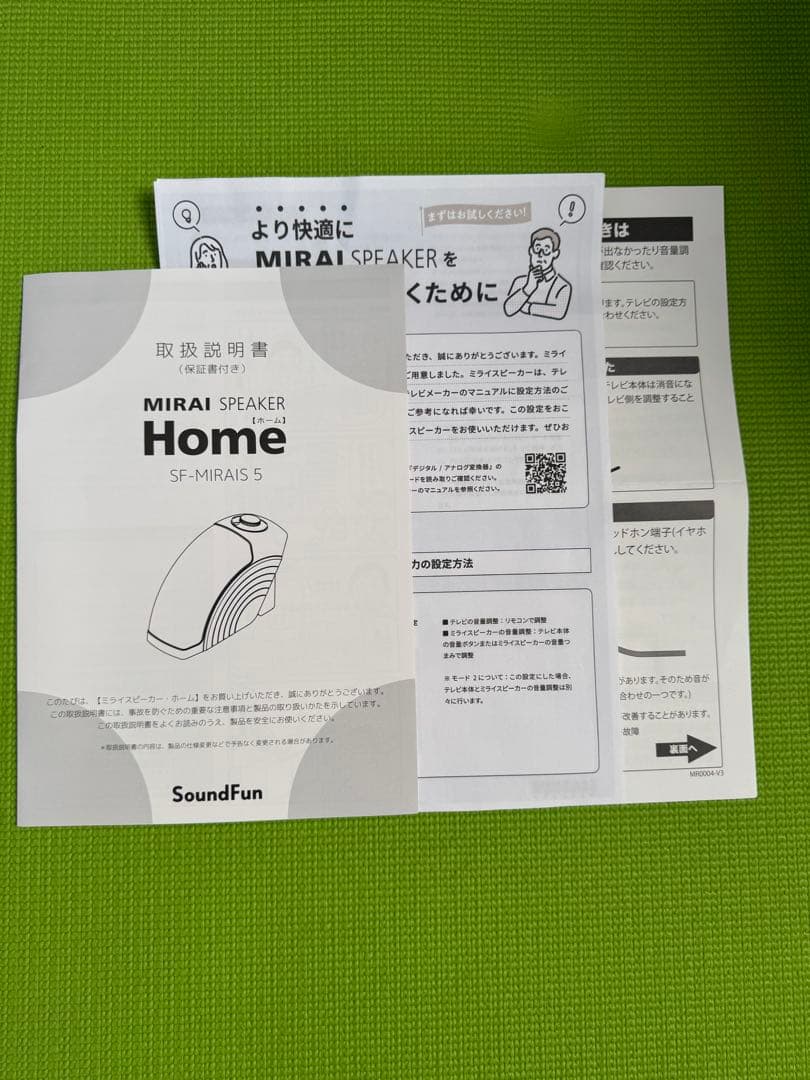 取扱説明書
（保証書付き）
MIRAI SPEAKER
【ホーム】
Home
SF-MIRAIS 5
このたびは、【ミライスピーカー・ホーム】をお買い上げいただき、誠にありがとうございます。
この取扱説明書には、事故を防ぐための重要な注意事項と製品の取り扱いかたを示しています。
この取扱説明書をよくお読みのうえ、製品を安全にお使いください。
＊取扱説明書の内容は、製品の仕様変更などで予告なく変更される場合があります。
SoundFun
まずはお試しください!
より快適に
MIRAI SPEAKER を
くために
ただき、誠にありがとうございます。ミライ
ご用意しました。ミライスピーカーは、テレ
テレビメーカーのマニュアルに設定方法のご
ご参考になれば幸いです。この設定をおこ
スピーカーをお使いいただけます。ぜひお
『デジタル / アナログ変換器』の
ードを読み取りご確認ください。
カーのマニュアルを参照ください。
力の設定方法
■ テレビの音量調整：リモコンで調整
■ ミライスピーカーの音量調整：テレビ本体
の音量ボタンまたはミライスピーカーの音量つ
まみで調整
※ モード 2 について：この設定にした場合、
テレビ本体とミライスピーカーの音量調整は別
々に行います。
きは
が出なかったり音量調
確認ください。
ります。テレビの設定方
わせください。
た
テレビ本体は消音にな
レビ側を調整すること
ッドホン端子(イヤホ
してください。
があります。そのため音が
合わせの一つです。)
改善することがあります。
故障
裏面へ
MR0004-V3